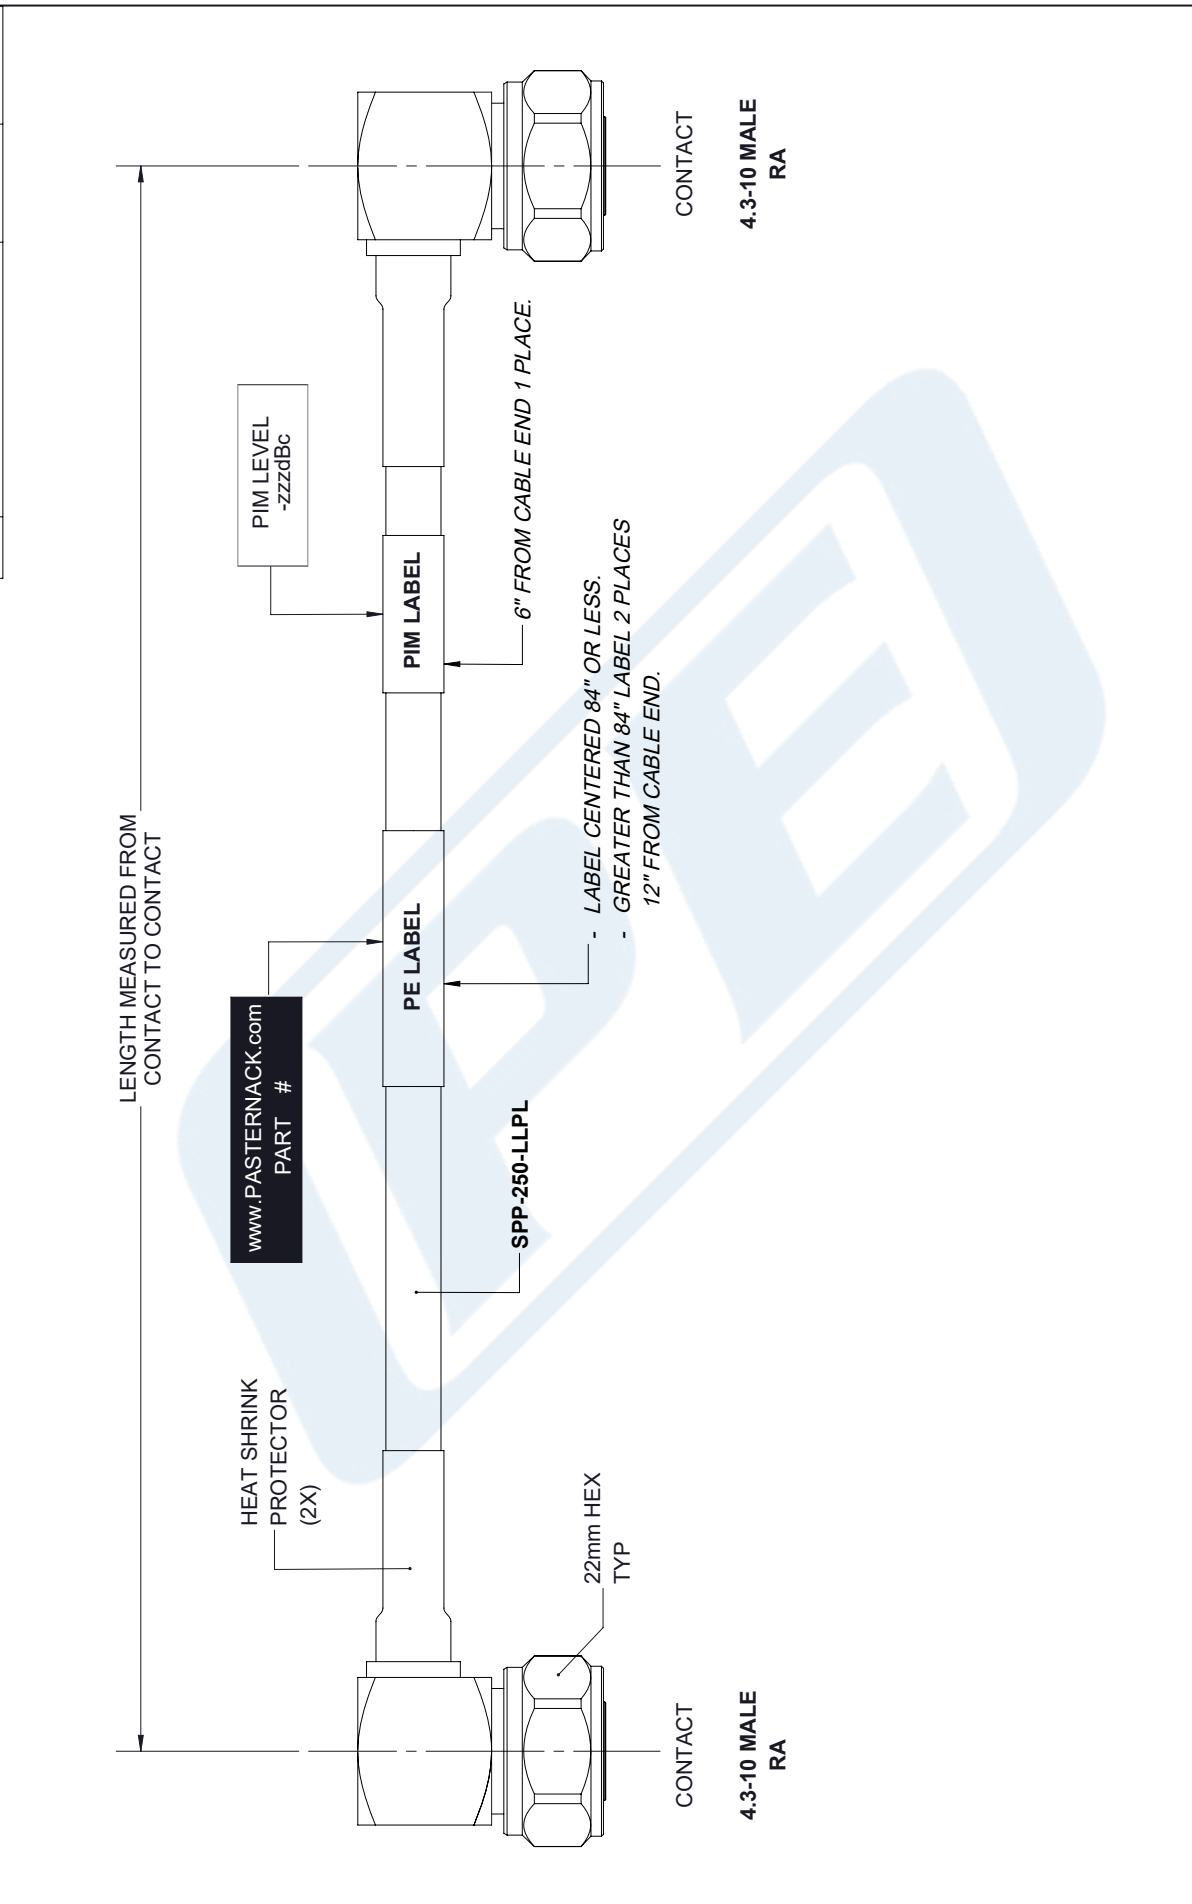 LENGTH MEASURED FROM
CONTACT TO CONTACT
HEAT SHRINK
PROTECTOR
(2X)
www.PASTERNACK.com
PART #
PIM LEVEL
-zzzdBc
PE LABEL
PIM LABEL
SPP-250-LLPL
6" FROM CABLE END 1 PLACE.
- LABEL CENTERED 84" OR LESS.
- GREATER THAN 84" LABEL 2 PLACES
12" FROM CABLE END.
22mm HEX
TYP
CONTACT
4.3-10 MALE
RA
CONTACT
4.3-10 MALE
RA
PE